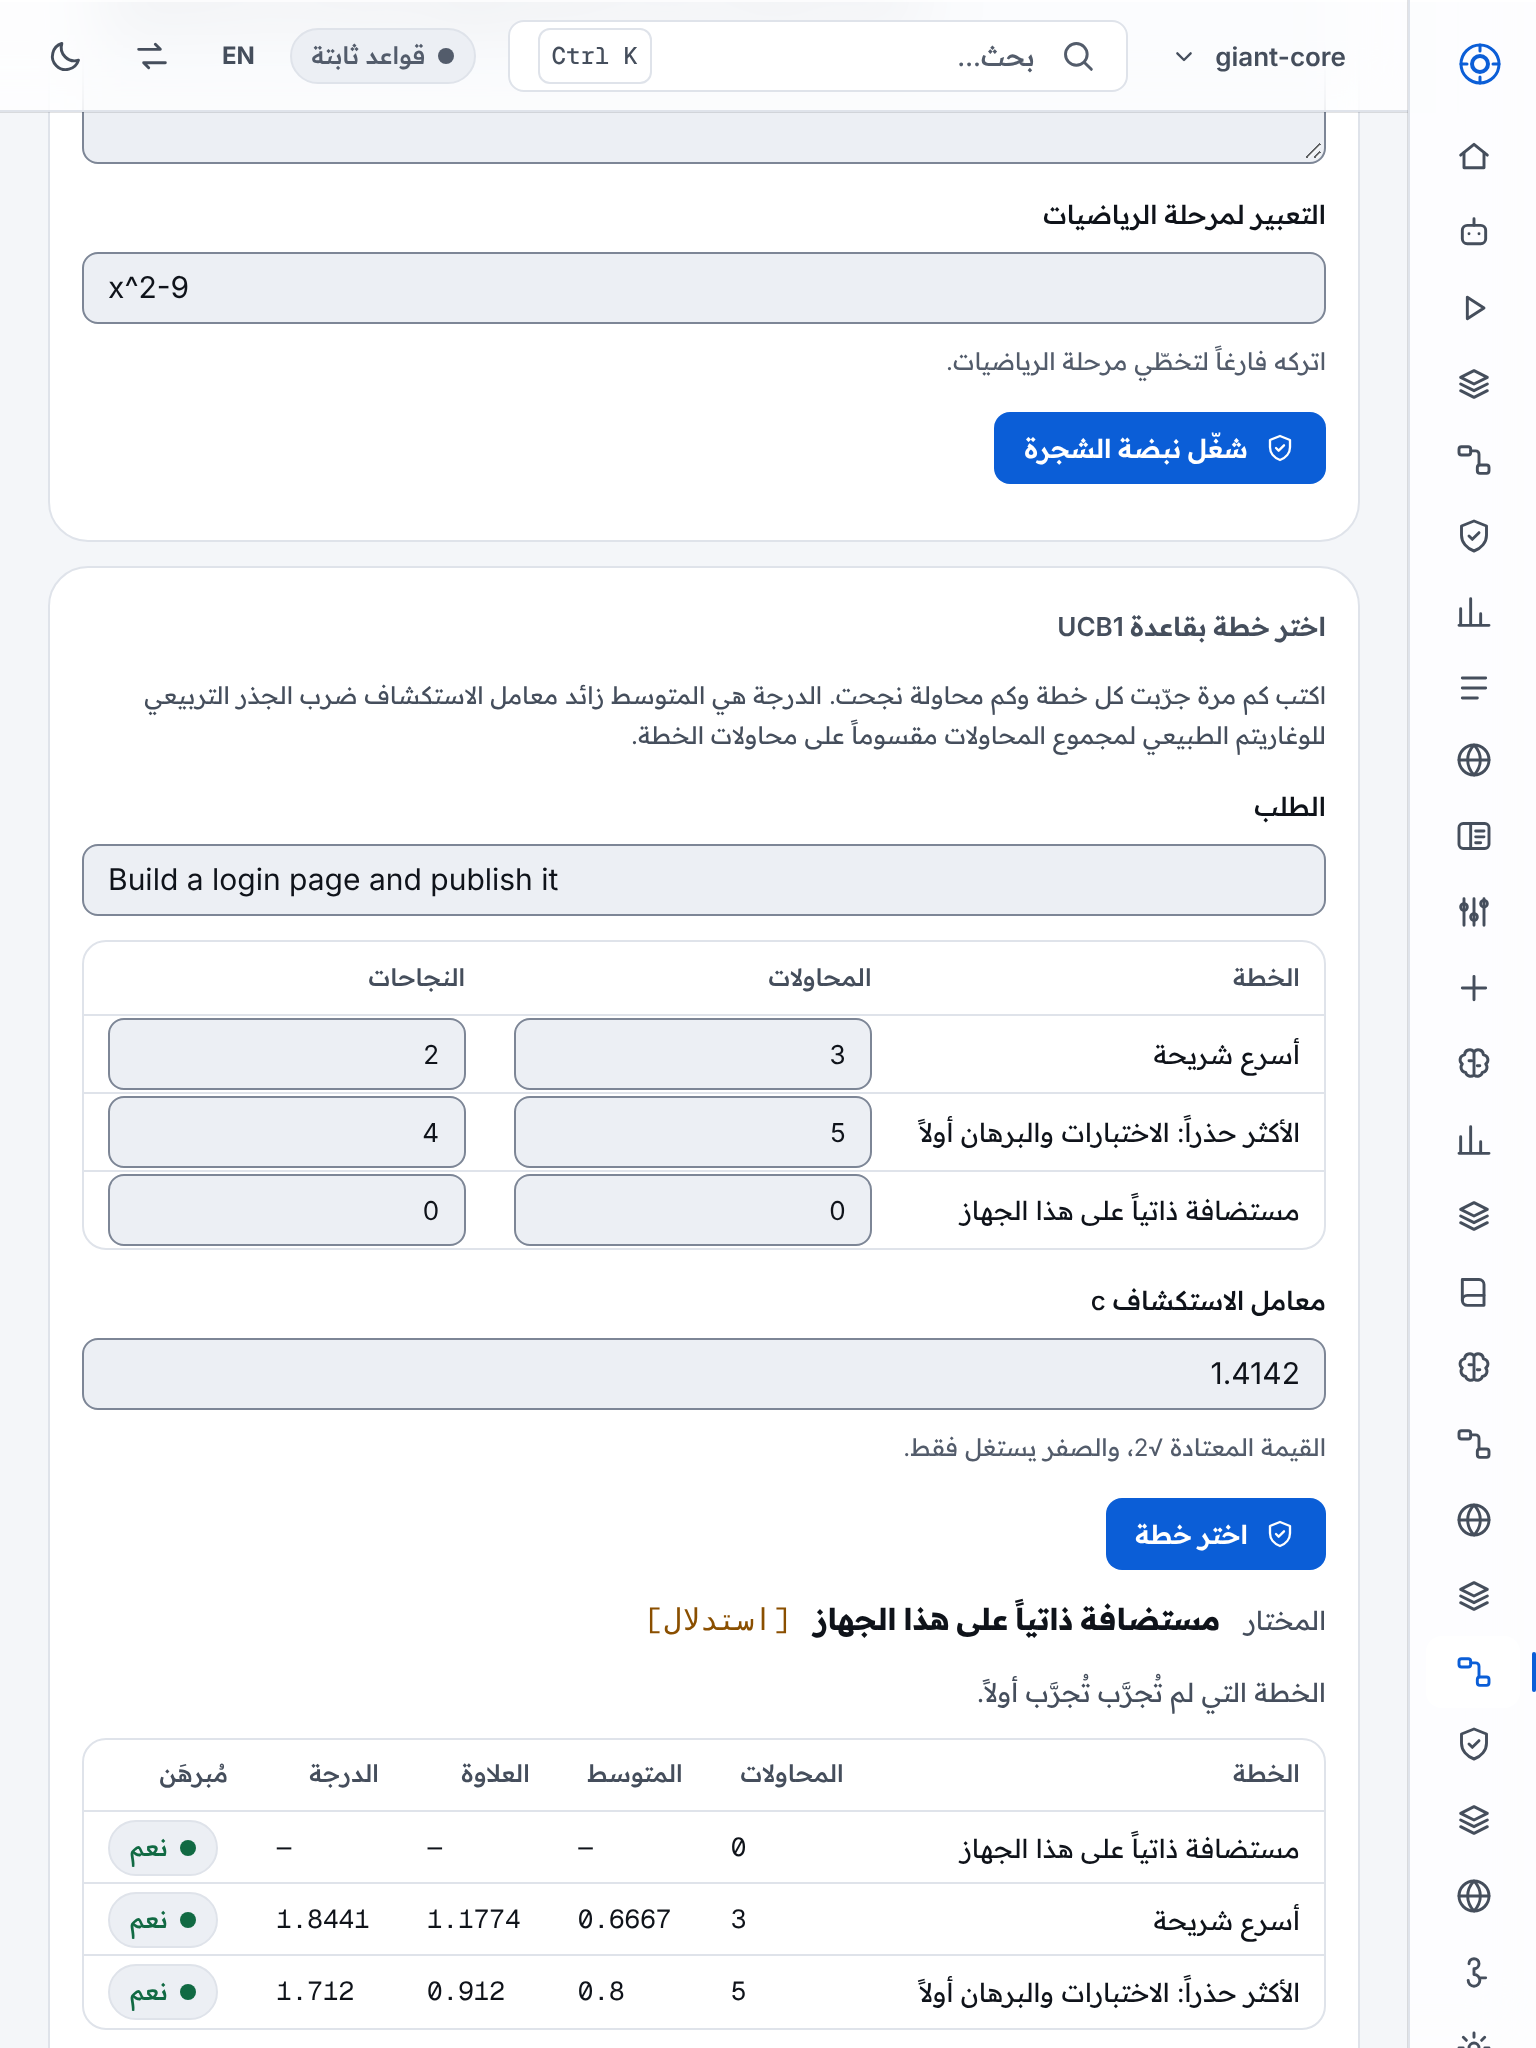 giant-core
بحث...
Ctrl K
قواعد ثابتة
EN
التعبير لمرحلة الرياضيات
x^2-9
اتركه فارغاً لتخطّي مرحلة الرياضيات.
شغّل نبضة الشجرة
اختر خطة بقاعدة UCB1
اكتب كم مرة جرّبت كل خطة وكم محاولة نجحت. الدرجة هي المتوسط زائد معامل الاستكشاف ضرب الجذر التربيعي
للوغاريتم الطبيعي لمجموع المحاولات مقسوماً على محاولات الخطة.
الطلب
Build a login page and publish it
الخطة المحاولات النجاحات
أسرع شريحة 3 2
الأكثر حذراً: الاختبارات والبرهان أولاً 5 4
مستضافة ذاتياً على هذا الجهاز 0 0
معامل الاستكشاف c
1.4142
القيمة المعتادة √2، والصفر يستغل فقط.
اختر خطة
المختار مستضافة ذاتياً على هذا الجهاز [استدلال]
الخطة التي لم تُجرَّب تُجرَّب أولاً.
الخطة المحاولات المتوسط العلاوة الدرجة مُبرهَن
مستضافة ذاتياً على هذا الجهاز 0 – – – نعم
أسرع شريحة 3 0.6667 1.1774 1.8441 نعم
الأكثر حذراً: الاختبارات والبرهان أولاً 5 0.8 0.912 1.712 نعم